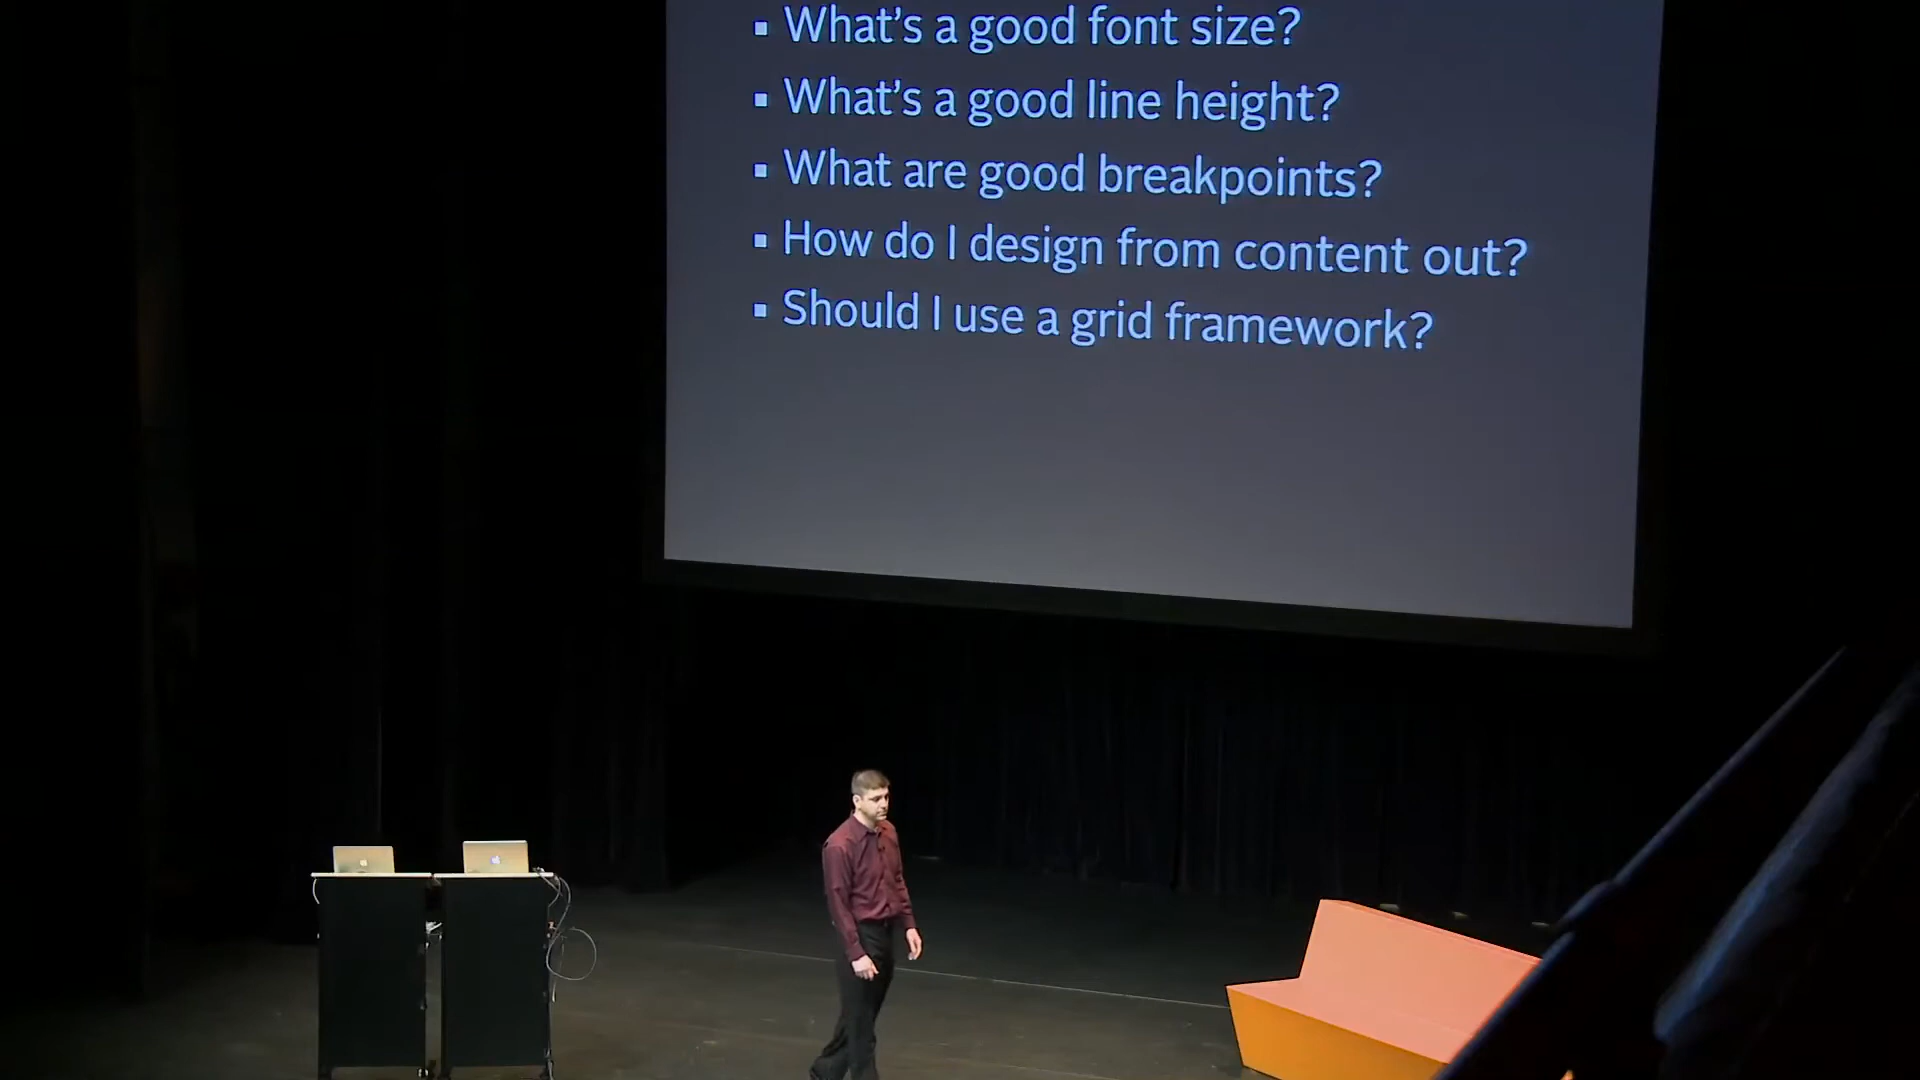 ▪ What's a good font size?
▪ What's a good line height?
▪ What are good breakpoints?
▪ How do I design from content out?
▪ Should I use a grid framework?